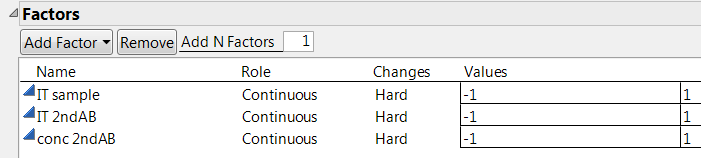 Factors
Add Factor Remove Add N Factors 1
Name Role Changes Values
IT sample Continuous Hard -1 1
IT 2ndAB Continuous Hard -1 1
conc 2ndAB Continuous Hard -1 1